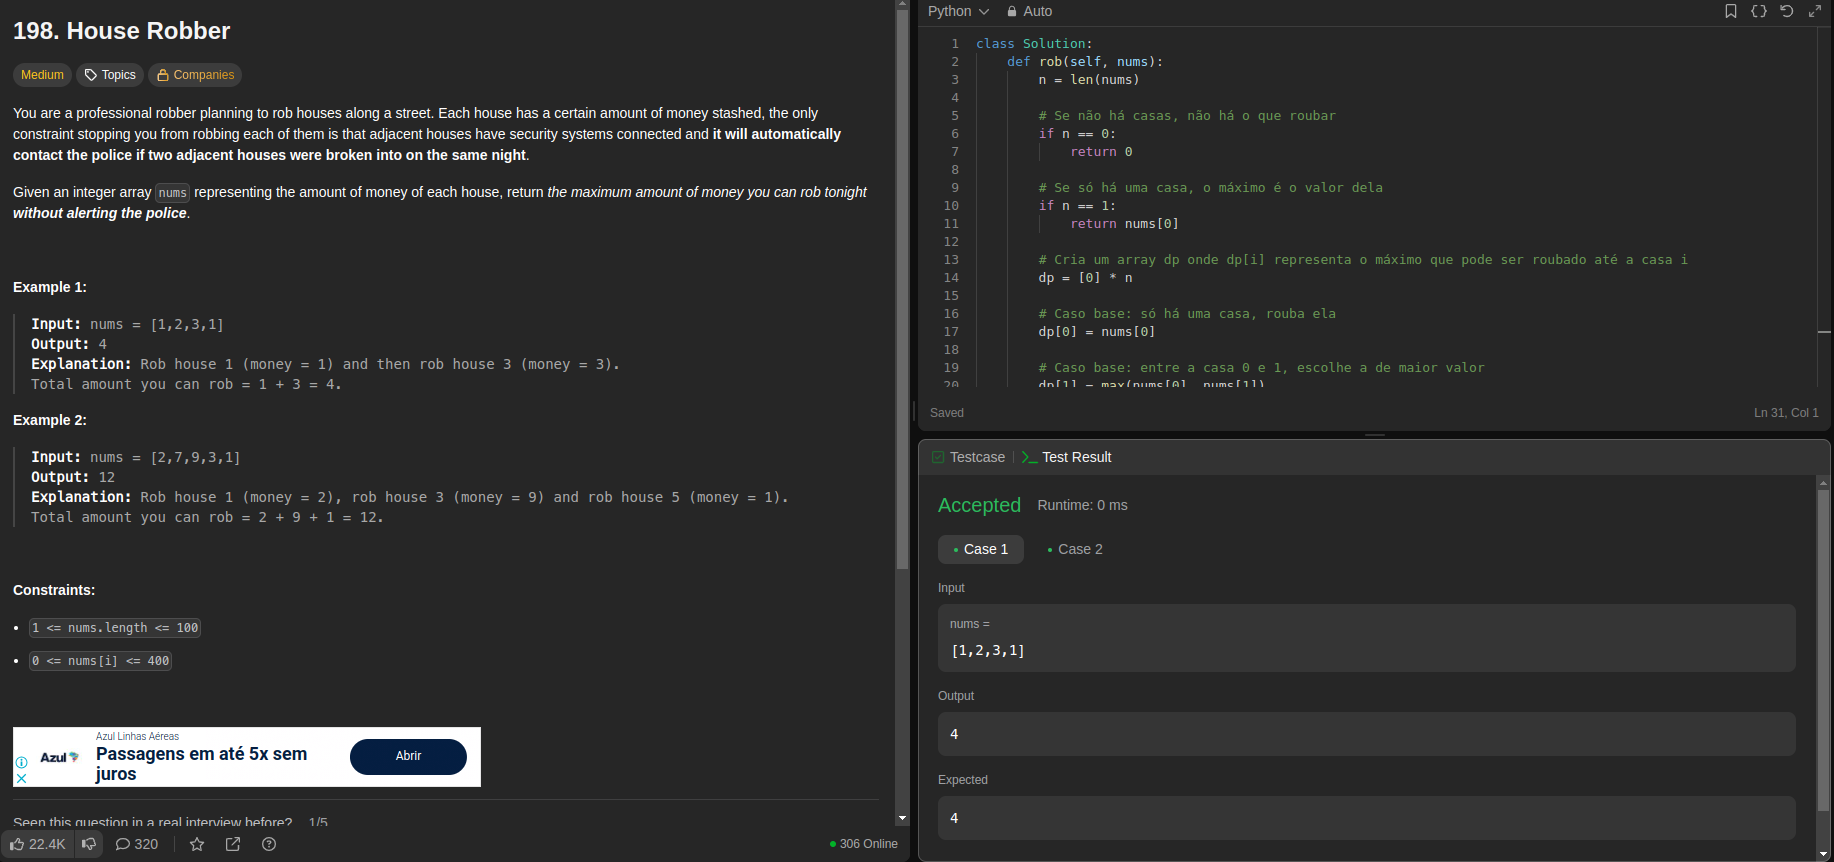 198. House Robber
Medium
Topics
Companies
You are a professional robber planning to rob houses along a street. Each house has a certain amount of money stashed, the only
constraint stopping you from robbing each of them is that adjacent houses have security systems connected and it will automatically
contact the police if two adjacent houses were broken into on the same night.
Given an integer array nums representing the amount of money of each house, return the maximum amount of money you can rob tonight
without alerting the police.
Example 1:
Input: nums = [1,2,3,1]
Output: 4
Explanation: Rob house 1 (money = 1) and then rob house 3 (money = 3).
Total amount you can rob = 1 + 3 = 4.
Example 2:
Input: nums = [2,7,9,3,1]
Output: 12
Explanation: Rob house 1 (money = 2), rob house 3 (money = 9) and rob house 5 (money = 1).
Total amount you can rob = 2 + 9 + 1 = 12.
Constraints:
1 <= nums.length <= 100
0 <= nums[i] <= 400
Azul
Azul Linhas Aéreas
Passagens em até 5x sem
juros
Abrir
Seen this question in a real interview before? 1/5
22.4K
320
306 Online
Python
Auto
1 class Solution:
2 def rob(self, nums):
3 n = len(nums)
4
5 # Se não há casas, não há o que roubar
6 if n == 0:
7 return 0
8
9 # Se só há uma casa, o máximo é o valor dela
10 if n == 1:
11 return nums[0]
12
13 # Cria um array dp onde dp[i] representa o máximo que pode ser roubado até a casa i
14 dp = [0] * n
15
16 # Caso base: só há uma casa, rouba ela
17 dp[0] = nums[0]
18
19 # Caso base: entre a casa 0 e 1, escolhe a de maior valor
20 dp[1] = max(nums[0], nums[1])
Saved
Ln 31, Col 1
Testcase
Test Result
Accepted Runtime: 0 ms
Case 1
Case 2
Input
nums =
[1,2,3,1]
Output
4
Expected
4